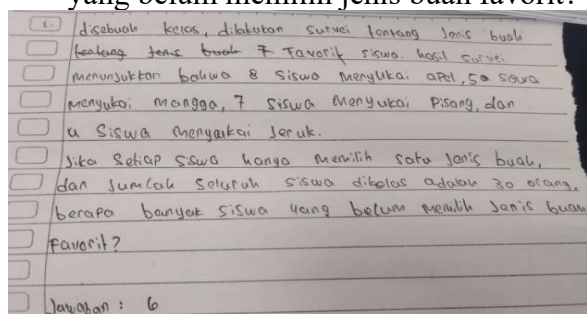 yang belum memilih jenis buah favorit?
1. disebuah kelas, dilakukan survei tentang Jenis buah
tentang jenis buah F Favorit siswa. hasil survei
menunjukkan bahwa 8 Siswa menyukai apel, 5 siswa
menyukai mangga, 7 siswa menyukai Pisang, dan
4 Siswa menyukai Jeruk.
Jika Setiap Siswa hanya memilih satu Jenis buah,
dan Jumlah Seluruh siswa dikelas adalah 30 orang,
berapa banyak siswa yang belum memilih Jenis buah
Favorit?
Jawaban : 6